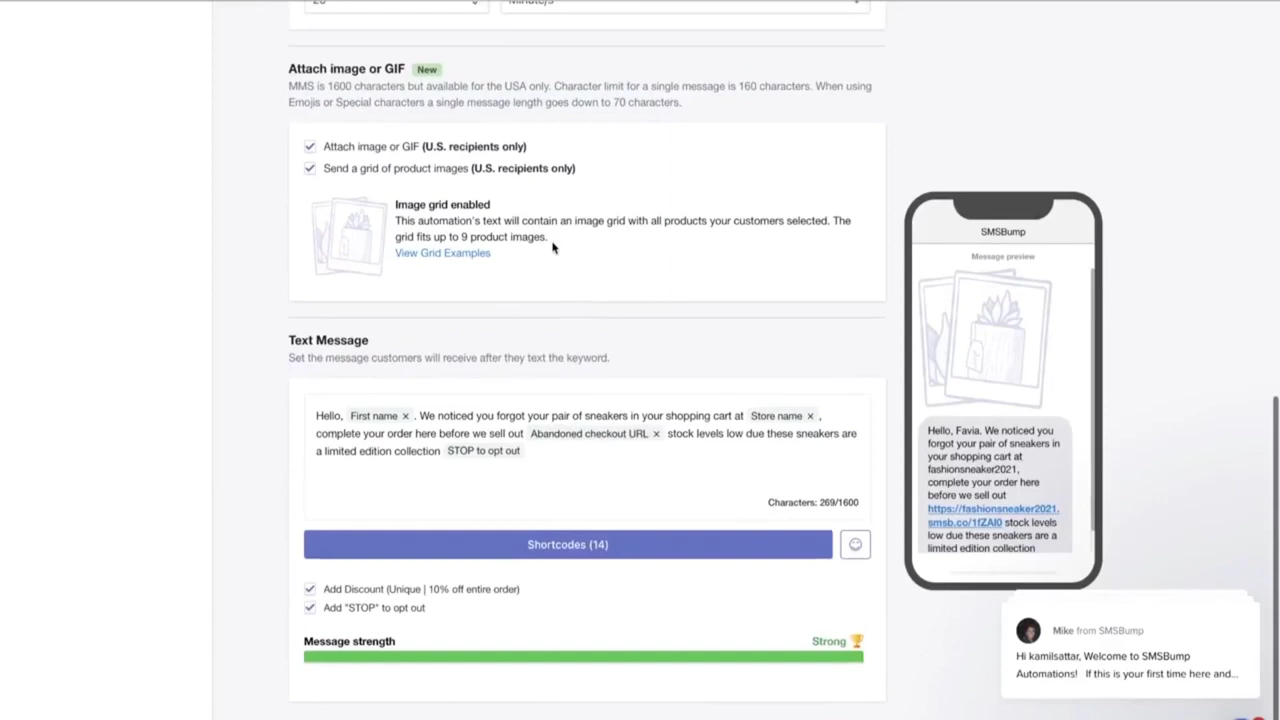 Attach image or GIF New
MMS is 1600 characters but available for the USA only. Character limit for a single message is 160 characters. When using
Emojis or Special characters a single message length goes down to 70 characters.
Attach image or GIF (U.S. recipients only)
Send a grid of product images (U.S. recipients only)
Image grid enabled
This automation's text will contain an image grid with all products your customers selected. The
grid fits up to 9 product images.
View Grid Examples
Text Message
Set the message customers will receive after they text the keyword.
Hello, First name × . We noticed you forgot your pair of sneakers in your shopping cart at Store name × ,
complete your order here before we sell out Abandoned checkout URL × stock levels low due these sneakers are
a limited edition collection STOP to opt out
Characters: 269/1600
Shortcodes (14)
Add Discount (Unique | 10% off entire order)
Add "STOP" to opt out
Message strength Strong
SMSBump
Message preview
Hello, Favia. We noticed you
forgot your pair of sneakers in
your shopping cart at
fashionsneaker2021,
complete your order here
before we sell out
https://fashionsneaker2021.
smsb.co/1fZAI0 stock levels
low due these sneakers are a
limited edition collection
Mike from SMSBump
Hi kamilsattar, Welcome to SMSBump
Automations! If this is your first time here and...